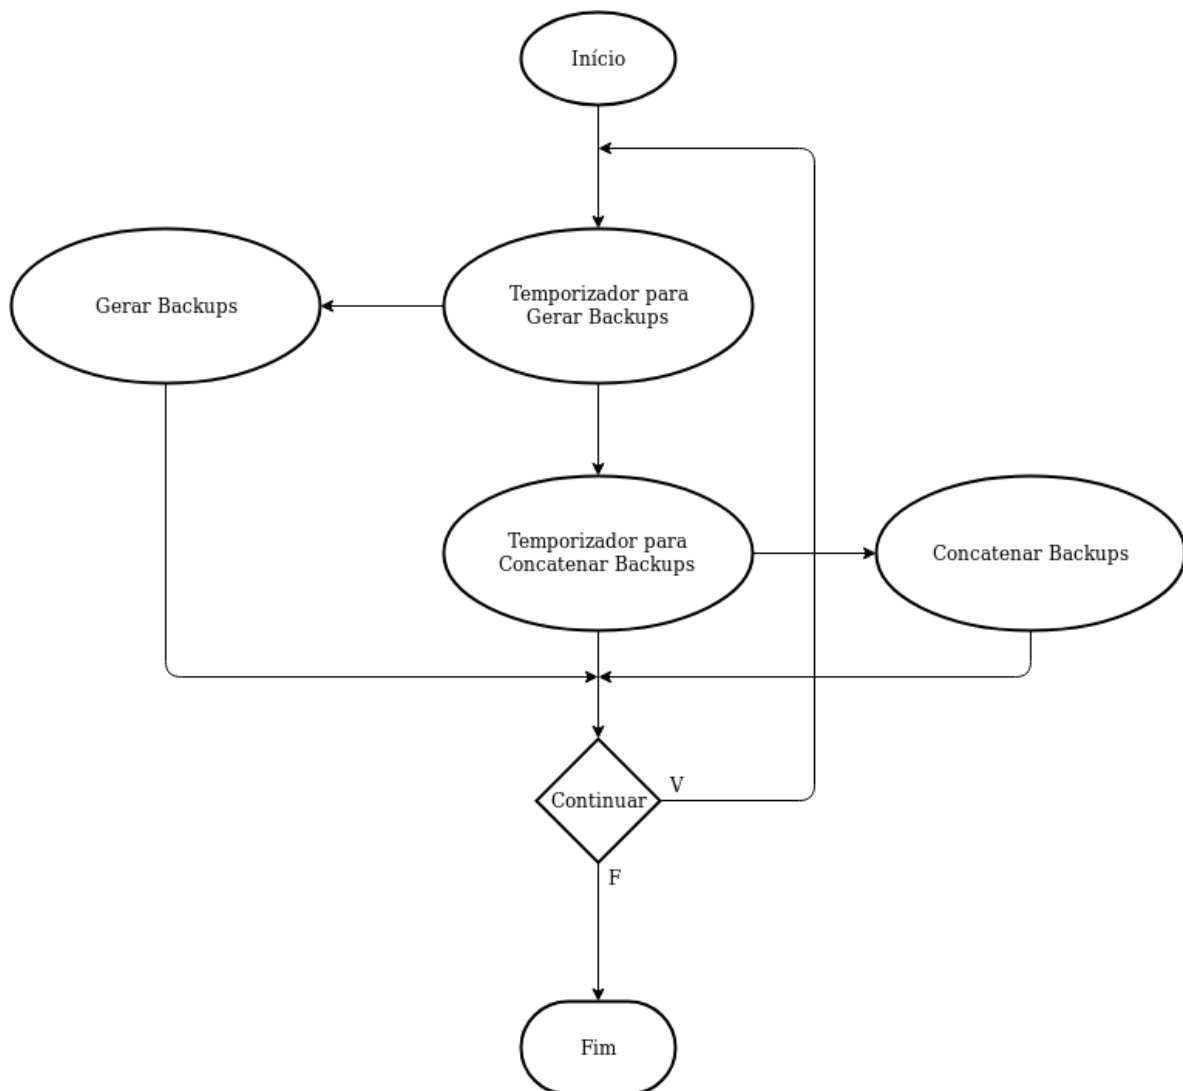 Início
Gerar Backups
Temporizador para
Gerar Backups
Temporizador para
Concatenar Backups
Concatenar Backups
Continuar
V
F
Fim